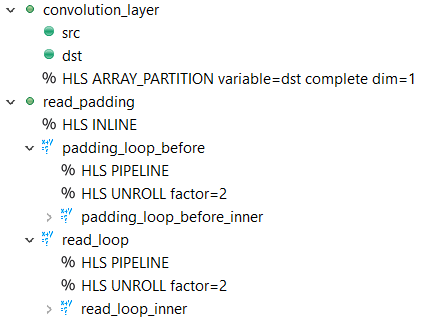 convolution_layer
src
dst
% HLS ARRAY_PARTITION variable=dst complete dim=1
read_padding
% HLS INLINE
padding_loop_before
% HLS PIPELINE
% HLS UNROLL factor=2
padding_loop_before_inner
read_loop
% HLS PIPELINE
% HLS UNROLL factor=2
read_loop_inner